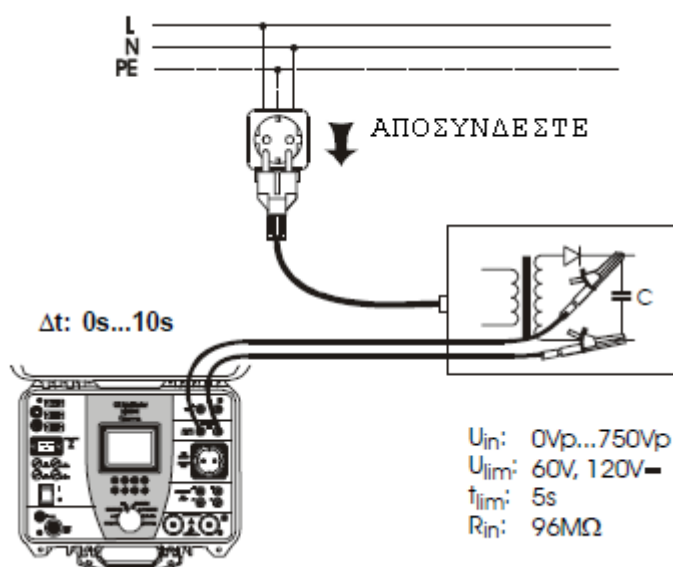 L
N
PE
ΑΠΟΣΥΝΔΕΣΤΕ
C
Δt: 0s...10s
Uin: 0Vp...750Vp
Ulim: 60V, 120V⎓
tlim: 5s
Rin: 96MΩ